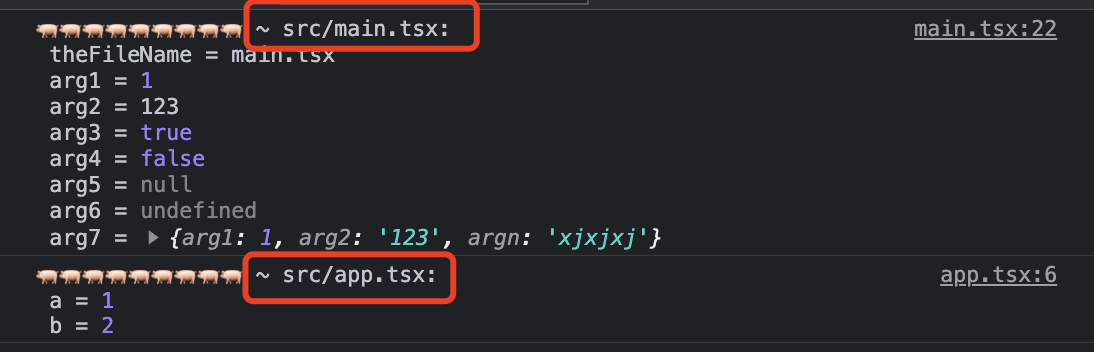 🐖🐖🐖🐖🐖🐖🐖🐖🐖 ~ src/main.tsx: main.tsx:22
theFileName = main.tsx
arg1 = 1
arg2 = 123
arg3 = true
arg4 = false
arg5 = null
arg6 = undefined
arg7 = ▶ {arg1: 1, arg2: '123', argn: 'xjxjxj'}
🐖🐖🐖🐖🐖🐖🐖🐖🐖 ~ src/app.tsx: app.tsx:6
a = 1
b = 2